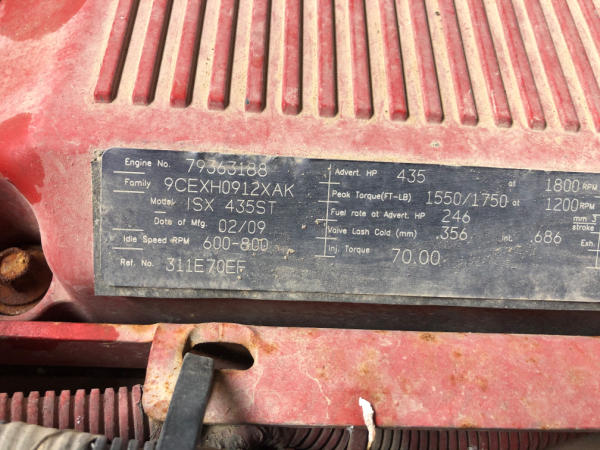 Engine No. 79363188
Family 9CEXH0912XAK
Model ISX 435ST
Date of Mfg. 02/09
Idle Speed RPM 600-800
Ref. No. 311E70EF
Advert. HP 435 at 1800 RPM
Peak Torque(FT-LB) 1550/1750 at 1200 RPM
Fuel rate at Advert. HP 246 mm 3 stroke
Valve Lash Cold (mm) .356 Int. .686 Exh
Inj. Torque 70.00